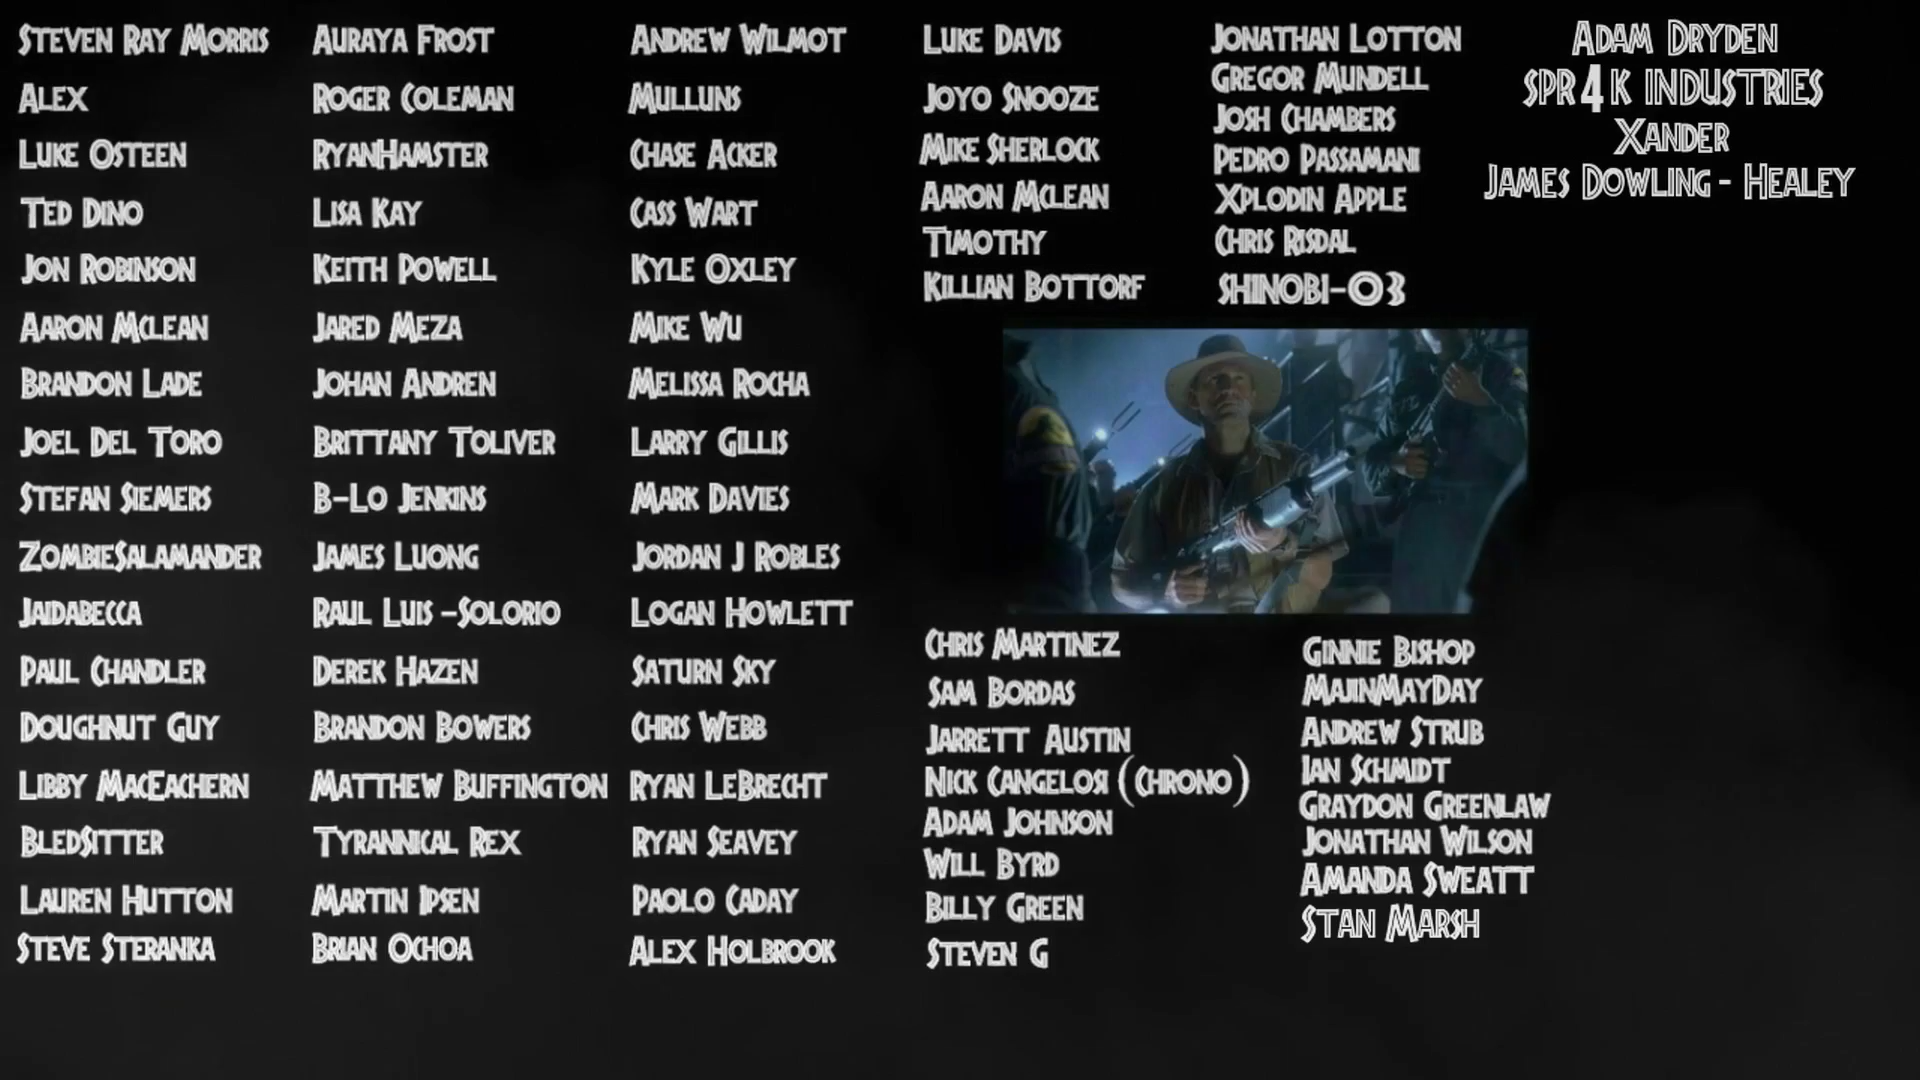 Steven Ray Morris
Alex
Luke Osteen
Ted Dino
Jon Robinson
Aaron Mclean
Brandon Lade
Joel Del Toro
Stefan Siemers
ZombieSalamander
Jaidabecca
Paul Chandler
Doughnut Guy
Libby MacEachern
BledSitter
Lauren Hutton
Steve Steranka
Auraya Frost
Roger Coleman
RyanHamster
Lisa Kay
Keith Powell
Jared Meza
Johan Andren
Brittany Toliver
B-Lo Jenkins
James Luong
Raul Luis -Solorio
Derek Hazen
Brandon Bowers
Matthew Buffington
Tyrannical Rex
Martin Ipsen
Brian Ochoa
Andrew Wilmot
Mulluns
Chase Acker
Cass Wart
Kyle Oxley
Mike Wu
Melissa Rocha
Larry Gillis
Mark Davies
Jordan J Robles
Logan Howlett
Saturn Sky
Chris Webb
Ryan LeBrecht
Ryan Seavey
Paolo Caday
Alex Holbrook
Luke Davis
Joyo Snooze
Mike Sherlock
Aaron Mclean
Timothy
Killian Bottorf
Jonathan Lotton
Gregor Mundell
Josh Chambers
Pedro Passamani
Xplodin Apple
Chris Risdal
SHINOBI-03
Adam Dryden
SPR4K INDUSTRIES
Xander
James Dowling - Healey
Chris Martinez
Sam Bordas
Jarrett Austin
Nick Cangelosi (Chrono)
Adam Johnson
Will Byrd
Billy Green
Steven G
Ginnie Bishop
MajinMayDay
Andrew Strub
Ian Schmidt
Graydon Greenlaw
Jonathan Wilson
Amanda Sweatt
Stan Marsh